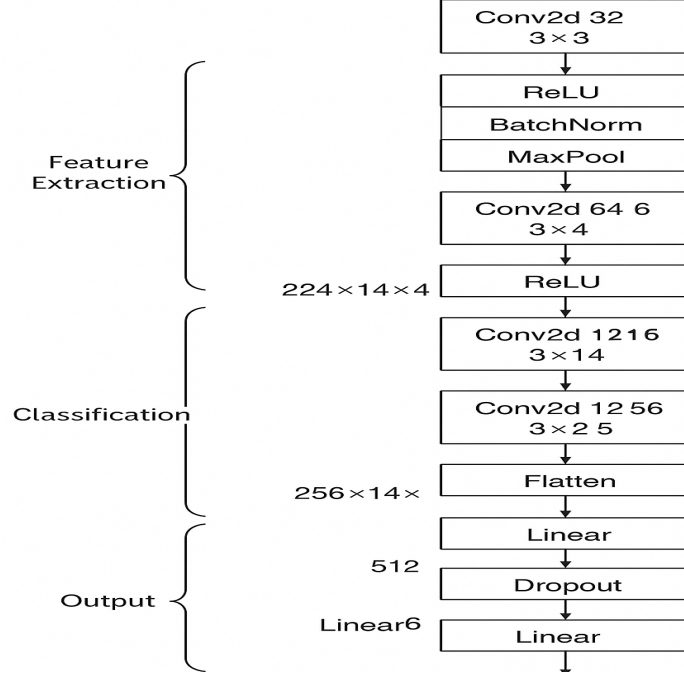 Conv2d 32
3×3
ReLU
BatchNorm
MaxPool
Feature
Extraction
Conv2d 64 6
3×4
224×14×4
ReLU
Conv2d 1216
3×14
Classification
Conv2d 12 56
3×2 5
256×14×
Flatten
Linear
512
Dropout
Output
Linear6
Linear